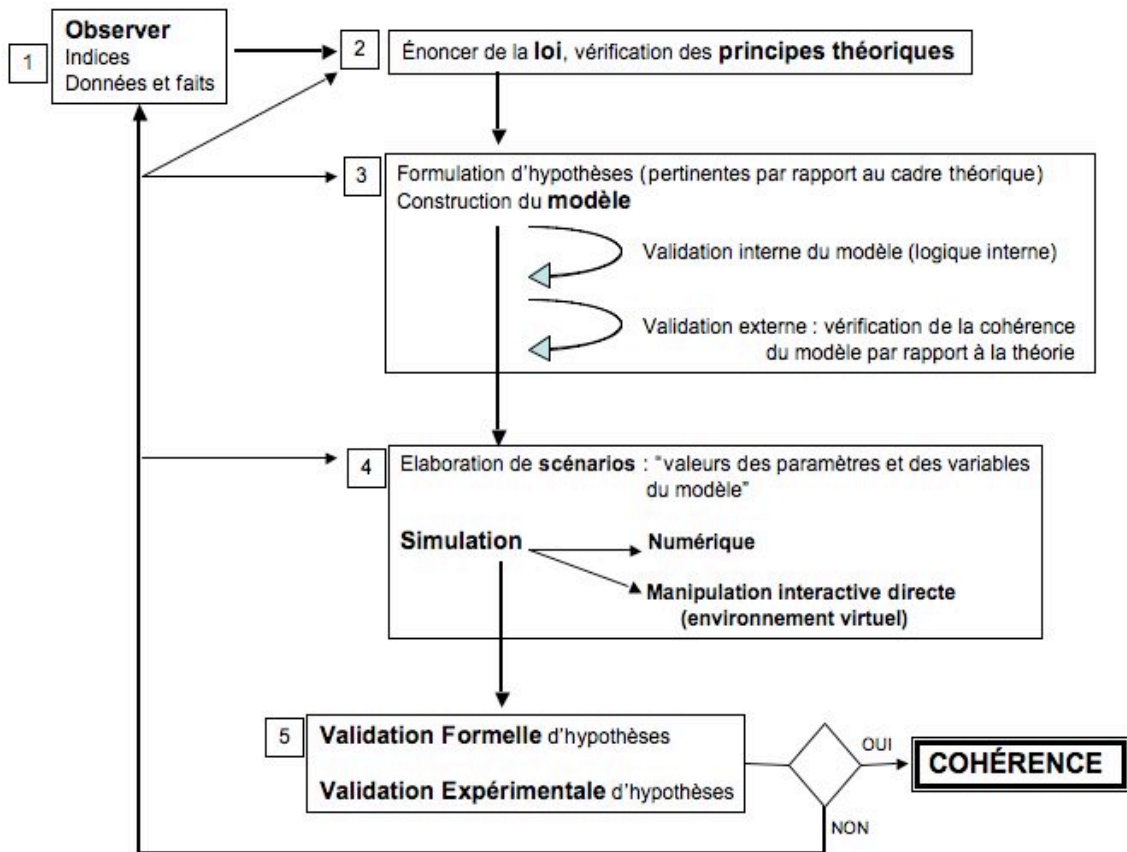 1
Observer
Indices
Données et faits
2
Énoncer de la loi, vérification des principes théoriques
3
Formulation d'hypothèses (pertinentes par rapport au cadre théorique)
Construction du modèle
Validation interne du modèle (logique interne)
Validation externe : vérification de la cohérence
du modèle par rapport à la théorie
4
Elaboration de scénarios : “valeurs des paramètres et des variables
du modèle”
Simulation
Numérique
Manipulation interactive directe
(environnement virtuel)
5
Validation Formelle d'hypothèses
Validation Expérimentale d'hypothèses
OUI
COHÉRENCE
NON